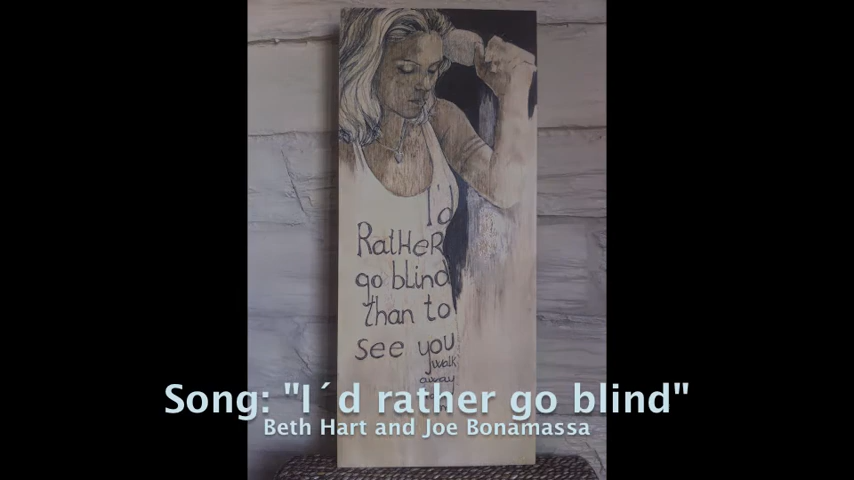 I'd
RatHeR
go blind
than to
see you
walk
away
Song: "I´d rather go blind"
Beth Hart and Joe Bonamassa